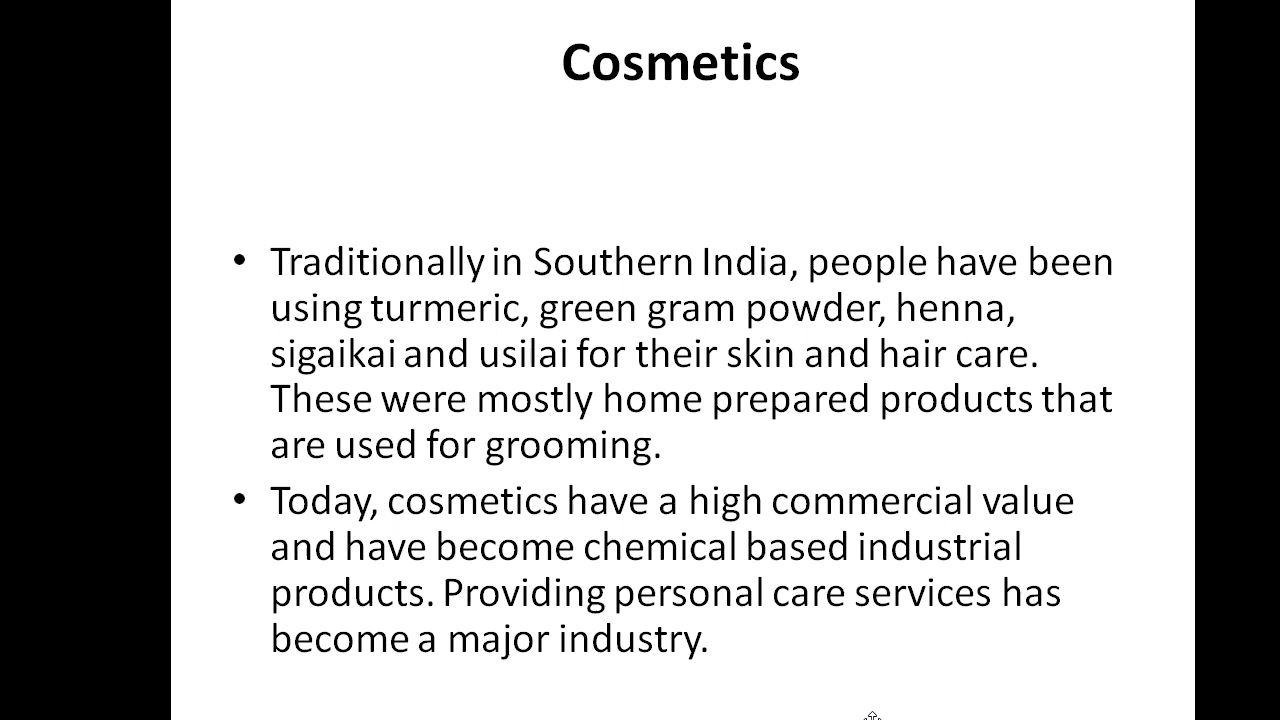 Cosmetics
• Traditionally in Southern India, people have been
using turmeric, green gram powder, henna,
sigaikai and usilai for their skin and hair care.
These were mostly home prepared products that
are used for grooming.
• Today, cosmetics have a high commercial value
and have become chemical based industrial
products. Providing personal care services has
become a major industry.